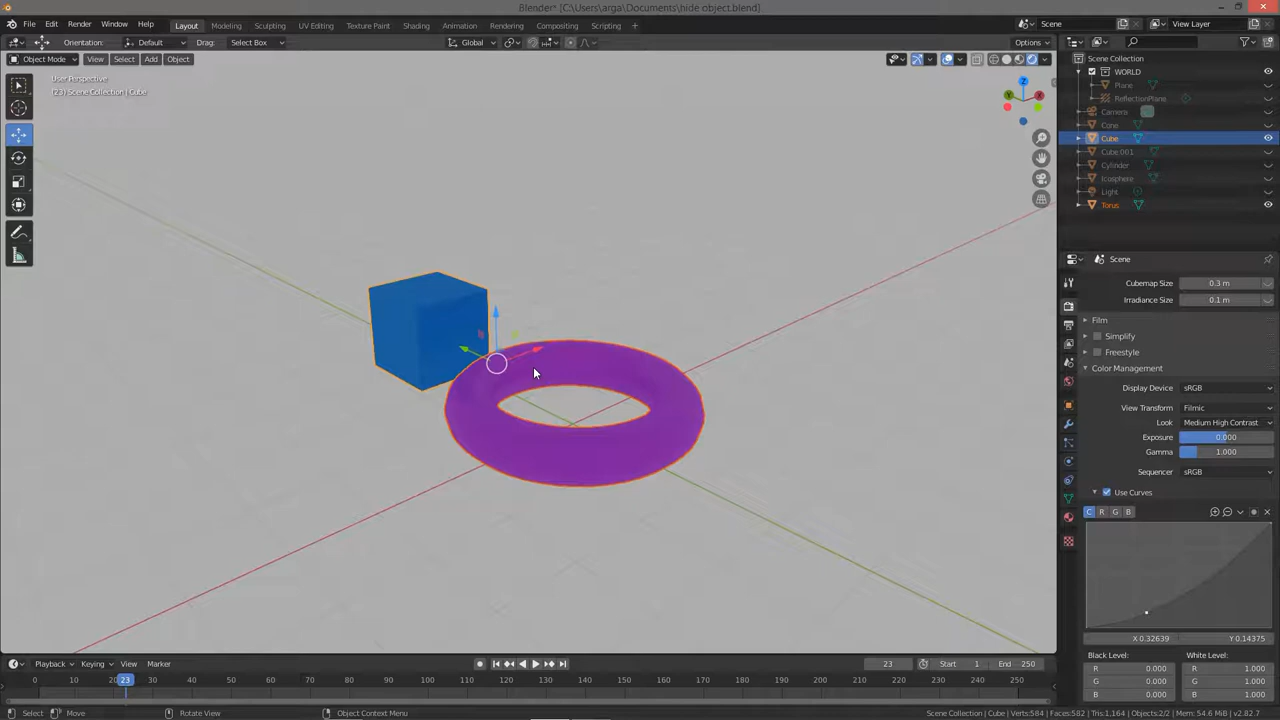 Blender* [C:\Users\arga\Documents\hide object.blend]
File Edit Render Window Help Layout Modeling Sculpting UV Editing Texture Paint Shading Animation Rendering Compositing Scripting + Scene View Layer
Orientation: Default Drag: Select Box Global Options
Object Mode View Select Add Object
User Perspective
(23) Scene Collection | Cube
Z
Y X
Scene Collection
WORLD
Plane
ReflectionPlane
Camera
Cone
Cube
Cube.001
Cylinder
Icosphere
Light
Torus
Scene
Cubemap Size 0.3 m
Irradiance Size 0.1 m
Film
Simplify
Freestyle
Color Management
Display Device sRGB
View Transform Filmic
Look Medium High Contrast
Exposure 0.000
Gamma 1.000
Sequencer sRGB
Use Curves
C R G B
X 0.32639 Y 0.14375
Black Level: White Level:
R 0.000 R 1.000
G 0.000 G 1.000
B 0.000 B 1.000
Playback Keying View Marker 23 Start 1 End 250
0 10 20 23 30 40 50 60 70 80 90 100 110 120 130 140 150 160 170 180 190 200 210 220 230 240 250
Select Move Rotate View Object Context Menu Scene Collection | Cube | Verts:584 | Faces:582 | Tris:1,164 | Objects:2/2 | Mem: 54.6 MiB | v2.82.7